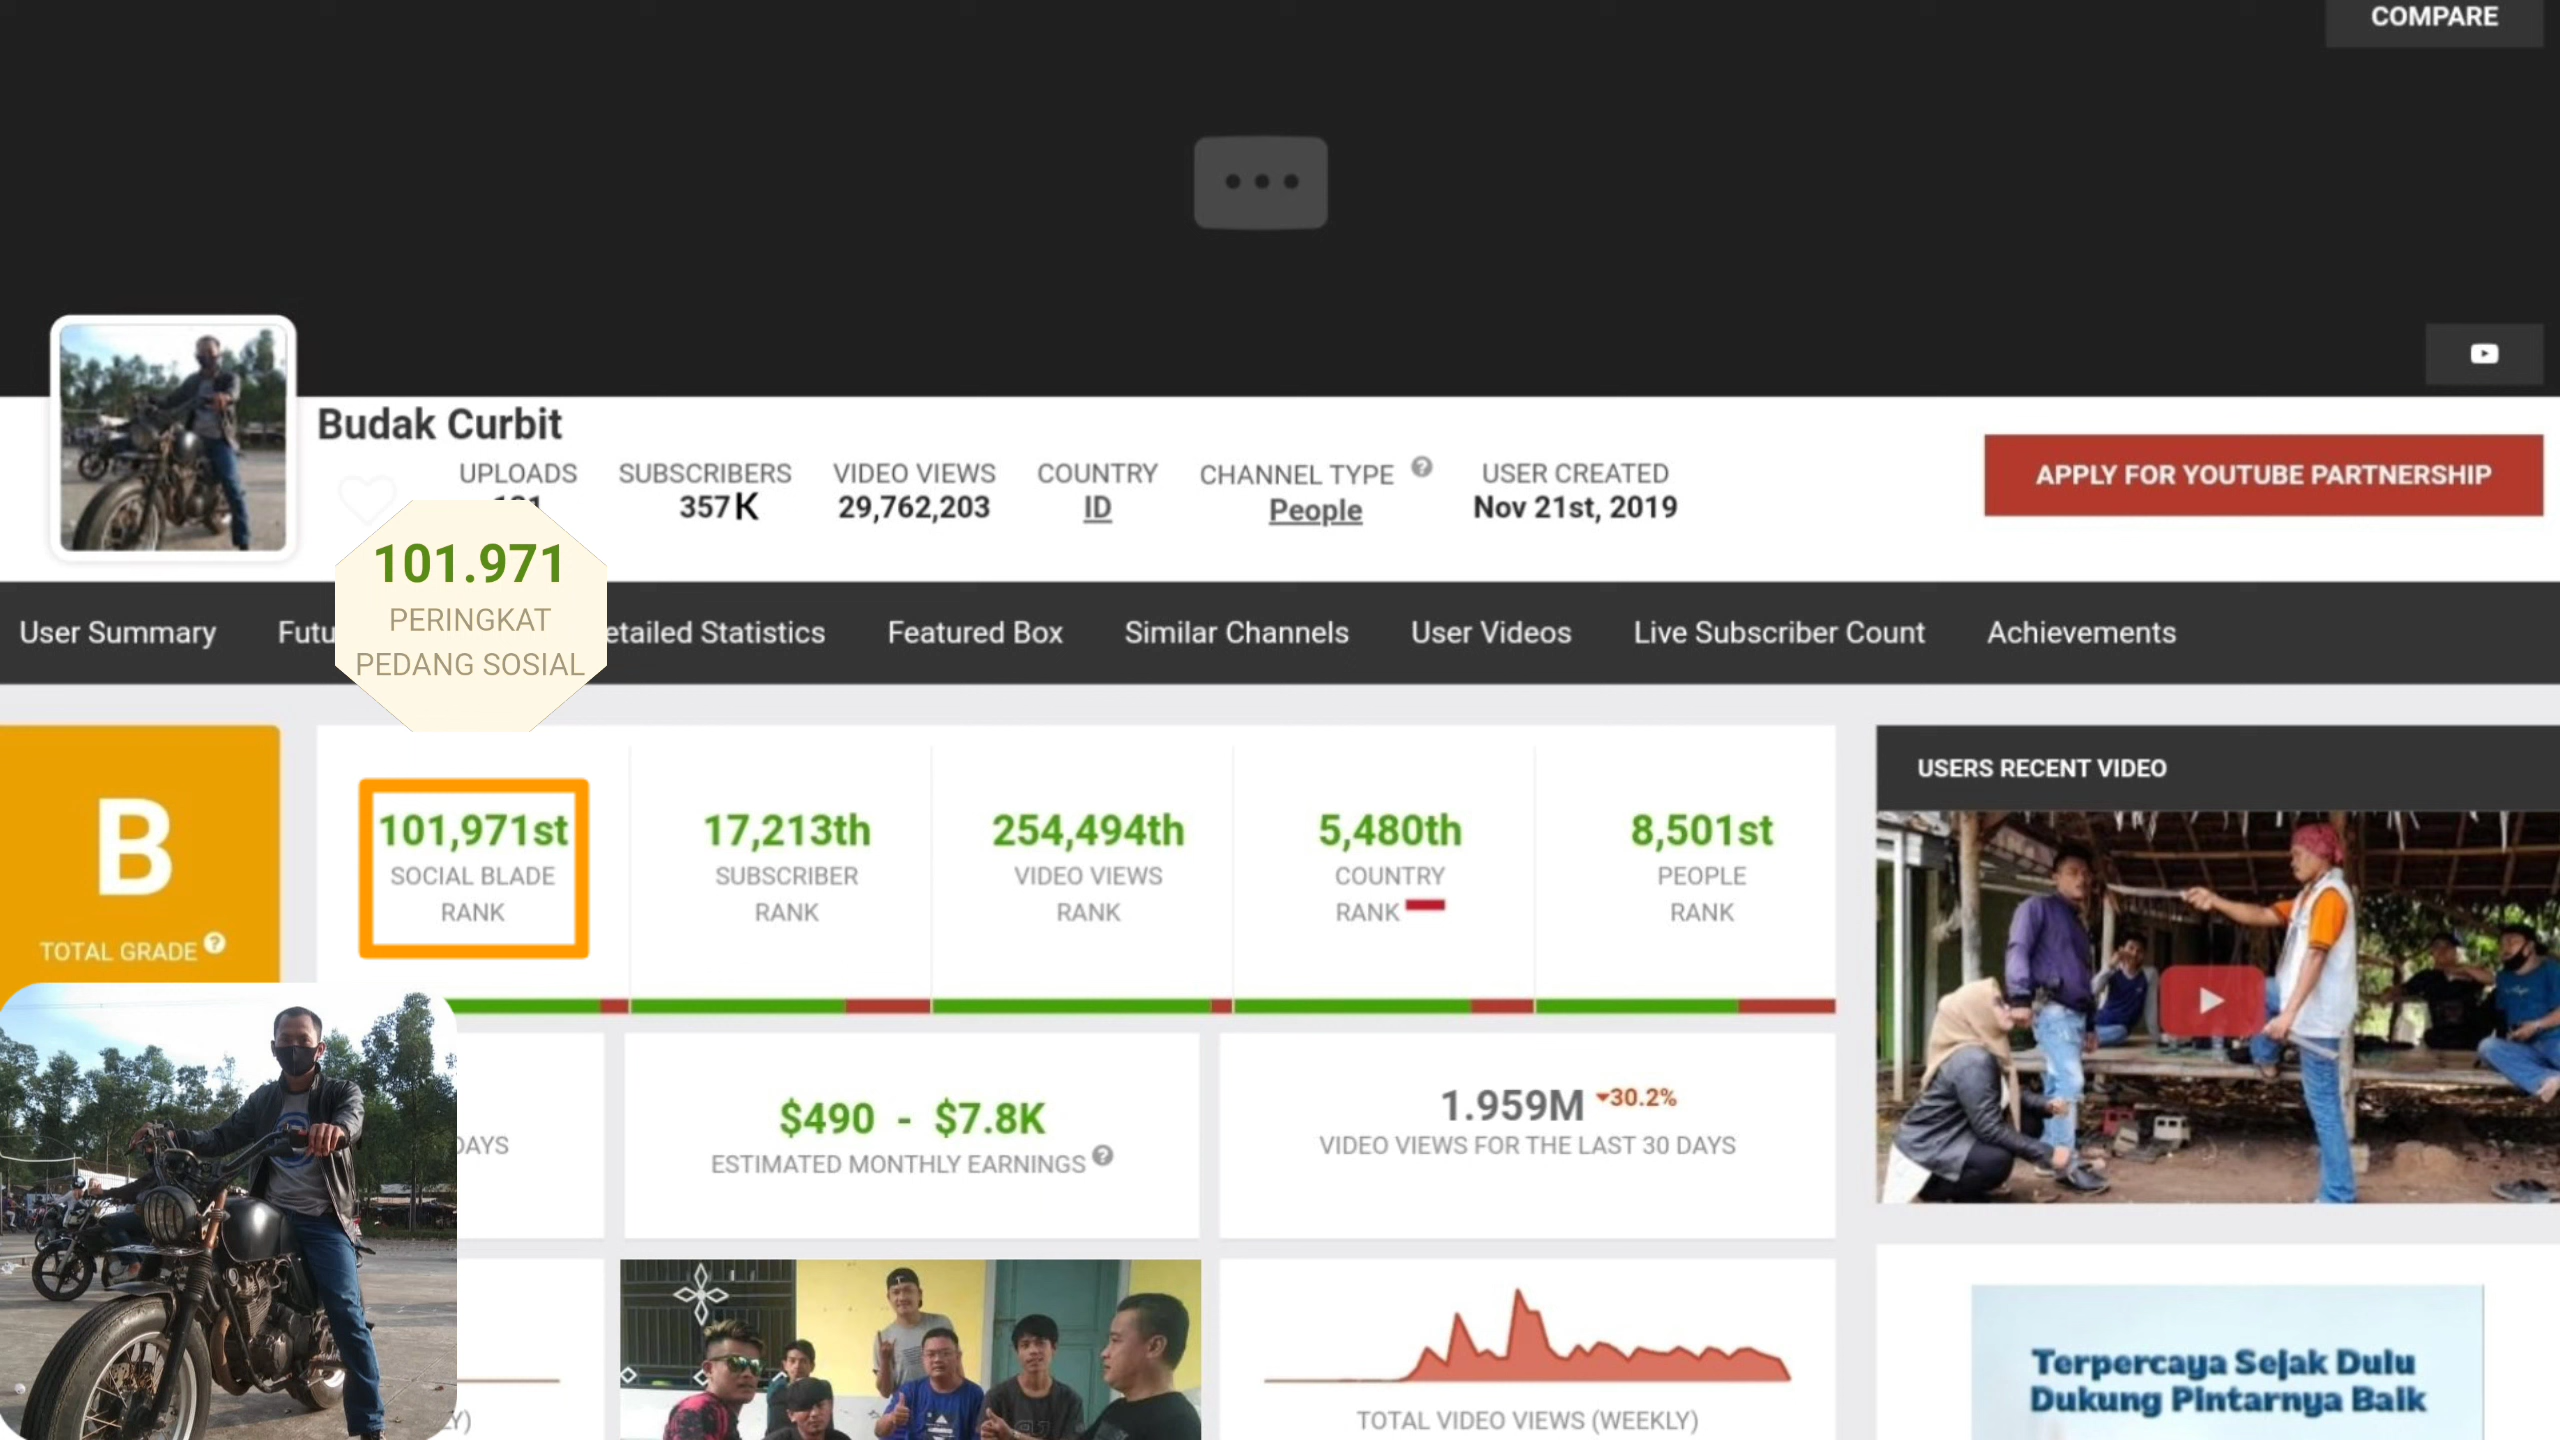 COMPARE
Budak Curbit
UPLOADS
SUBSCRIBERS
357K
VIDEO VIEWS
29,762,203
COUNTRY
ID
CHANNEL TYPE
People
USER CREATED
Nov 21st, 2019
APPLY FOR YOUTUBE PARTNERSHIP
101.971
PERINGKAT
PEDANG SOSIAL
User Summary
Featured Box
Statistics
Similar Channels
User Videos
Live Subscriber Count
Achievements
B
TOTAL GRADE
101,971st
SOCIAL BLADE
RANK
17,213th
SUBSCRIBER
RANK
254,494th
VIDEO VIEWS
RANK
5,480th
COUNTRY
RANK
8,501st
PEOPLE
RANK
USERS RECENT VIDEO
DAYS
$490 - $7.8K
ESTIMATED MONTHLY EARNINGS
1.959M 30.2%
VIDEO VIEWS FOR THE LAST 30 DAYS
TOTAL VIDEO VIEWS (WEEKLY)
Terpercaya Sejak Dulu
Dukung Pintarnya Baik